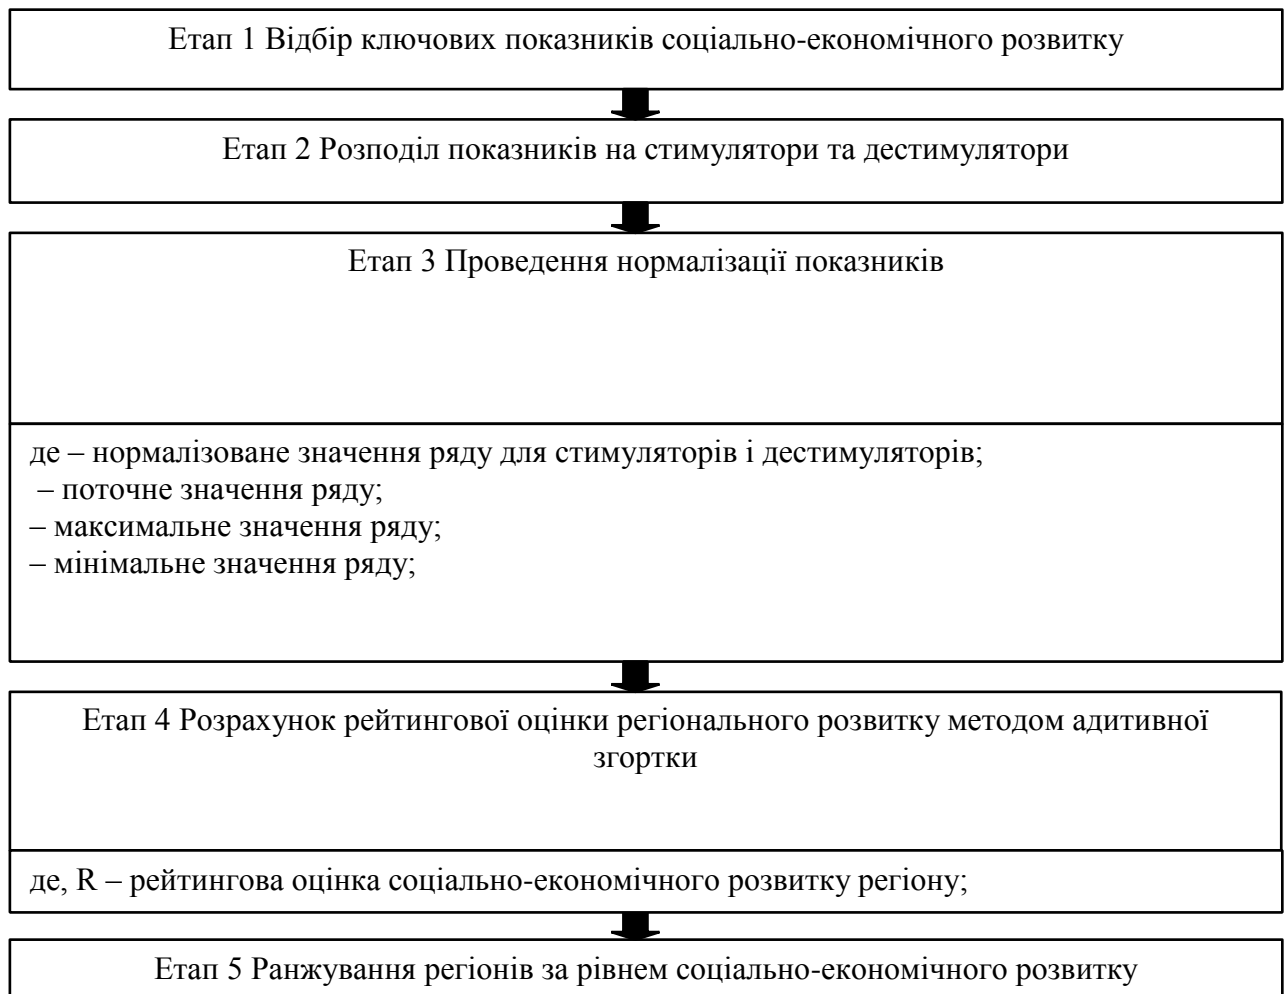 Етап 1 Відбір ключових показників соціально-економічного розвитку
Етап 2 Розподіл показників на стимулятори та дестимулятори
Етап 3 Проведення нормалізації показників
де – нормалізоване значення ряду для стимуляторів і дестимуляторів;
– поточне значення ряду;
– максимальне значення ряду;
– мінімальне значення ряду;
Етап 4 Розрахунок рейтингової оцінки регіонального розвитку методом адитивної
згортки
де, R – рейтингова оцінка соціально-економічного розвитку регіону;
Етап 5 Ранжування регіонів за рівнем соціально-економічного розвитку